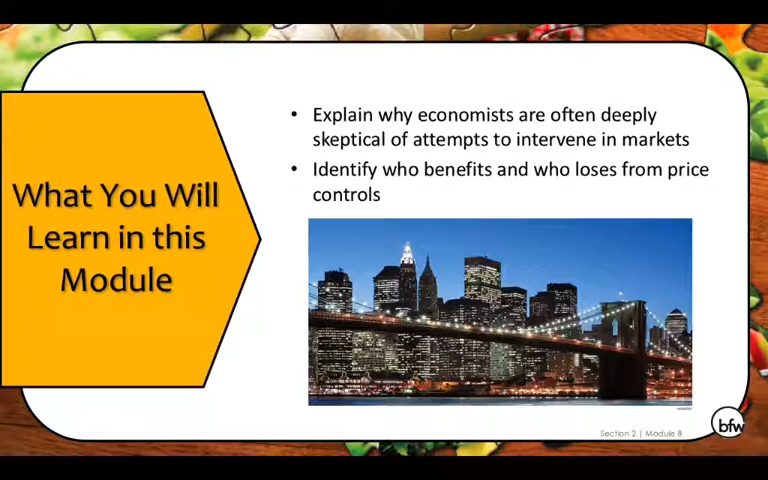 What You Will
Learn in this
Module
• Explain why economists are often deeply
skeptical of attempts to intervene in markets
• Identify who benefits and who loses from price
controls
Section 2 | Module 8
bfw